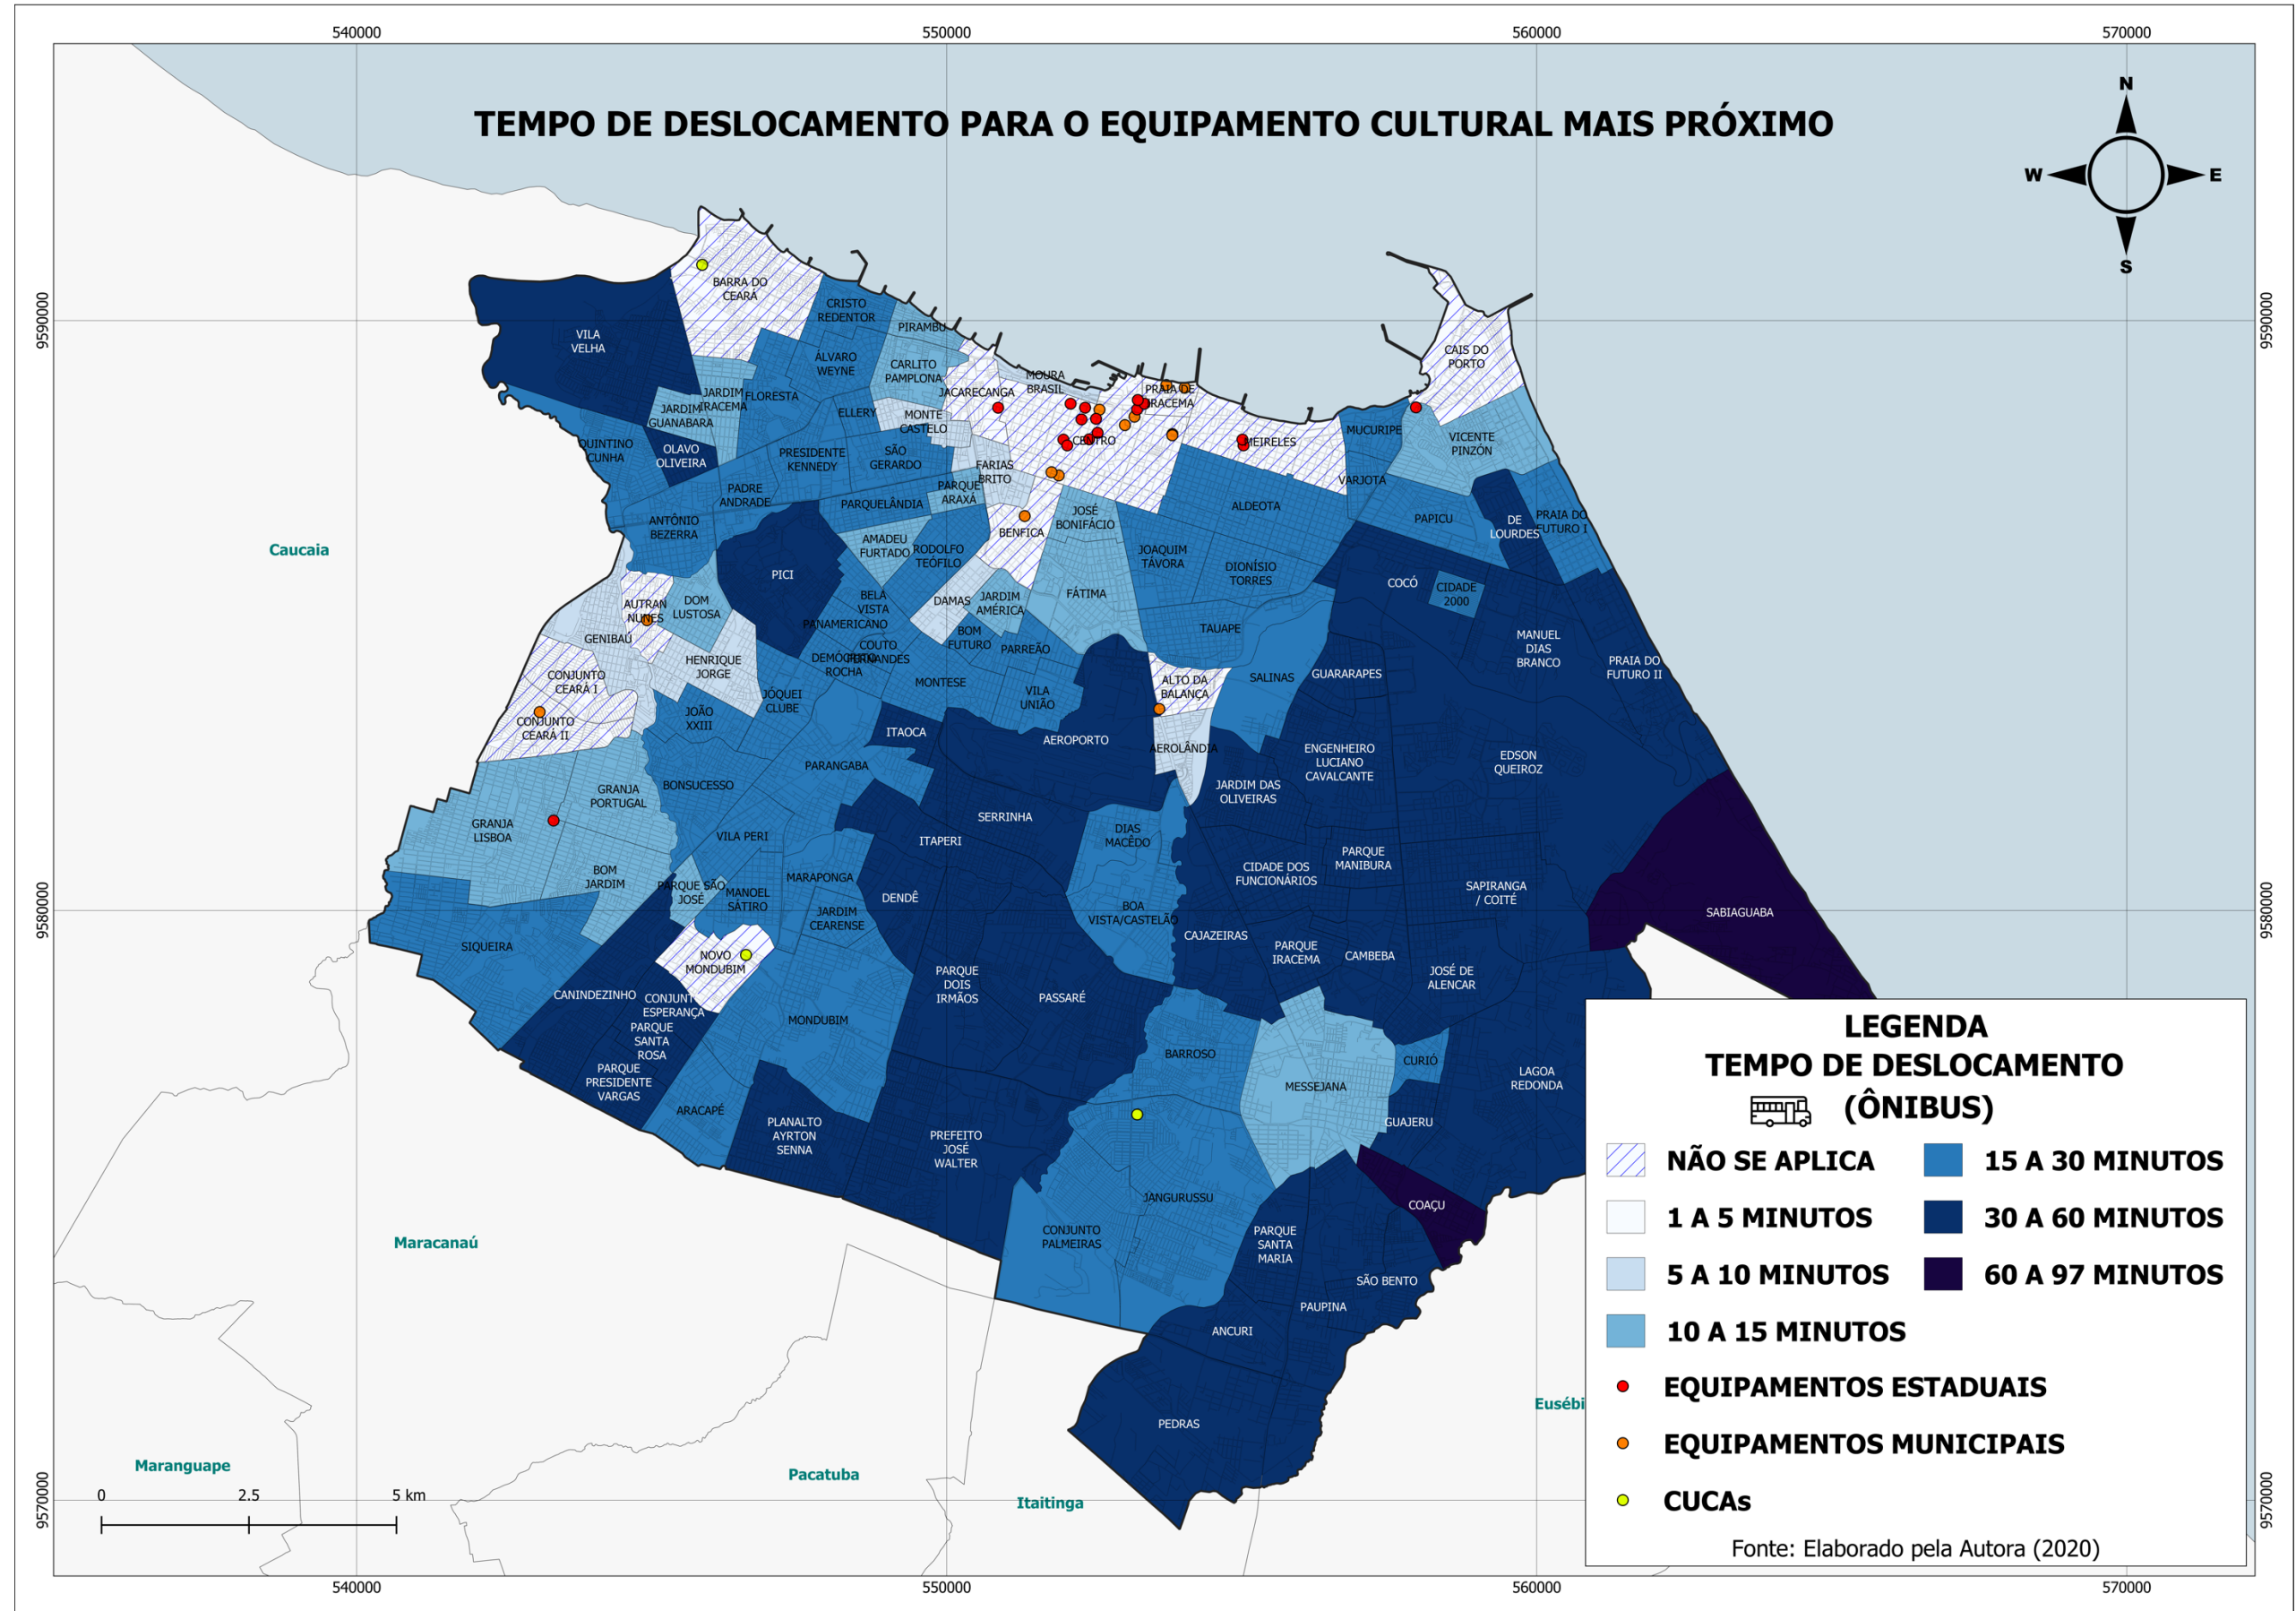 540000
550000
560000
570000
TEMPO DE DESLOCAMENTO PARA O EQUIPAMENTO CULTURAL MAIS PRÓXIMO
N
W
E
S
9590000
9590000
9580000
9580000
9570000
9570000
BARRA DO
CEARÁ
CRISTO
REDENTOR
PIRAMBU
VILA
VELHA
ÁLVARO
WEYNE
CARLITO
PAMPLONA
JACARECANGA
MOURA
BRASIL
PRAIA DE
IRACEMA
CAIS DO
PORTO
JARDIM
IRACEMA
FLORESTA
JARDIM
GUANABARA
ELLERY
MONTE
CASTELO
CENTRO
MEIRELES
MUCURIPE
VICENTE
PINZÓN
QUINTINO
CUNHA
OLAVO
OLIVEIRA
PRESIDENTE
KENNEDY
SÃO
GERARDO
FARIAS
BRITO
VARJOTA
PADRE
ANDRADE
PARQUELÂNDIA
PARQUE
ARAXÁ
ALDEOTA
PAPICU
DE
LOURDES
PRAIA DO
FUTURO I
ANTÔNIO
BEZERRA
JOSÉ
BONIFÁCIO
BENFICA
AMADEU
FURTADO
RODOLFO
TEÓFILO
JOAQUIM
TÁVORA
DIONÍSIO
TORRES
Caucaia
PICI
COCÓ
CIDADE
2000
AUTRAN
NUNES
DOM
LUSTOSA
BELA
VISTA
DAMAS
JARDIM
AMÉRICA
FÁTIMA
PANAMERICANO
GENIBAÚ
BOM
FUTURO
PARREÃO
TAUAPE
MANUEL
DIAS
BRANCO
PRAIA DO
FUTURO II
HENRIQUE
JORGE
DEMÓCRITO
ROCHA
COUTO
FERNANDES
CONJUNTO
CEARÁ I
JÓQUEI
CLUBE
MONTESE
VILA
UNIÃO
ALTO DA
BALANÇA
SALINAS
GUARARAPES
CONJUNTO
CEARÁ II
JOÃO
XXIII
ITAOCA
AEROPORTO
AEROLÂNDIA
ENGENHEIRO
LUCIANO
CAVALCANTE
EDSON
QUEIROZ
PARANGABA
BONSUCESSO
GRANJA
PORTUGAL
JARDIM DAS
OLIVEIRAS
GRANJA
LISBOA
VILA PERI
ITAPERI
SERRINHA
DIAS
MACÊDO
PARQUE
MANIBURA
CIDADE DOS
FUNCIONÁRIOS
BOM
JARDIM
PARQUE SÃO
JOSÉ
MANOEL
SÁTIRO
MARAPONGA
DENDÊ
SAPIRANGA
/ COITÉ
JARDIM
CEARENSE
BOA
VISTA/CASTELÃO
SABIAGUABA
SIQUEIRA
CAJAZEIRAS
PARQUE
IRACEMA
CAMBEBA
NOVO
MONDUBIM
JOSÉ DE
ALENCAR
PARQUE
DOIS
IRMÃOS
PASSARÉ
CANINDEZINHO
CONJUNT
ESPERANÇA
MONDUBIM
PARQUE
SANTA
ROSA
BARROSO
CURIÓ
LAGOA
REDONDA
MESSEJANA
PARQUE
PRESIDENTE
VARGAS
ARACAPÉ
GUAJERU
PLANALTO
AYRTON
SENNA
PREFEITO
JOSÉ
WALTER
JANGURUSSU
COAÇU
CONJUNTO
PALMEIRAS
PARQUE
SANTA
MARIA
SÃO BENTO
PAUPINA
ANCURI
PEDRAS
Maracanaú
Maranguape
Pacatuba
Itaitinga
Eusébi
0
2.5
5 km
LEGENDA
TEMPO DE DESLOCAMENTO
(ÔNIBUS)
NÃO SE APLICA
15 A 30 MINUTOS
1 A 5 MINUTOS
30 A 60 MINUTOS
5 A 10 MINUTOS
60 A 97 MINUTOS
10 A 15 MINUTOS
EQUIPAMENTOS ESTADUAIS
EQUIPAMENTOS MUNICIPAIS
CUCAs
Fonte: Elaborado pela Autora (2020)
540000
550000
560000
570000